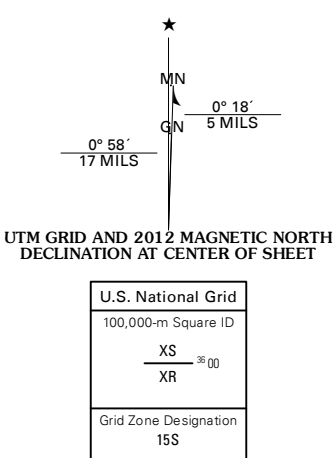 ★
MN
0° 18´
5 MILS
GN
0° 58´
17 MILS
UTM GRID AND 2012 MAGNETIC NORTH
DECLINATION AT CENTER OF SHEET
U.S. National Grid
100,000-m Square ID
XS
36 00
XR
Grid Zone Designation
15S